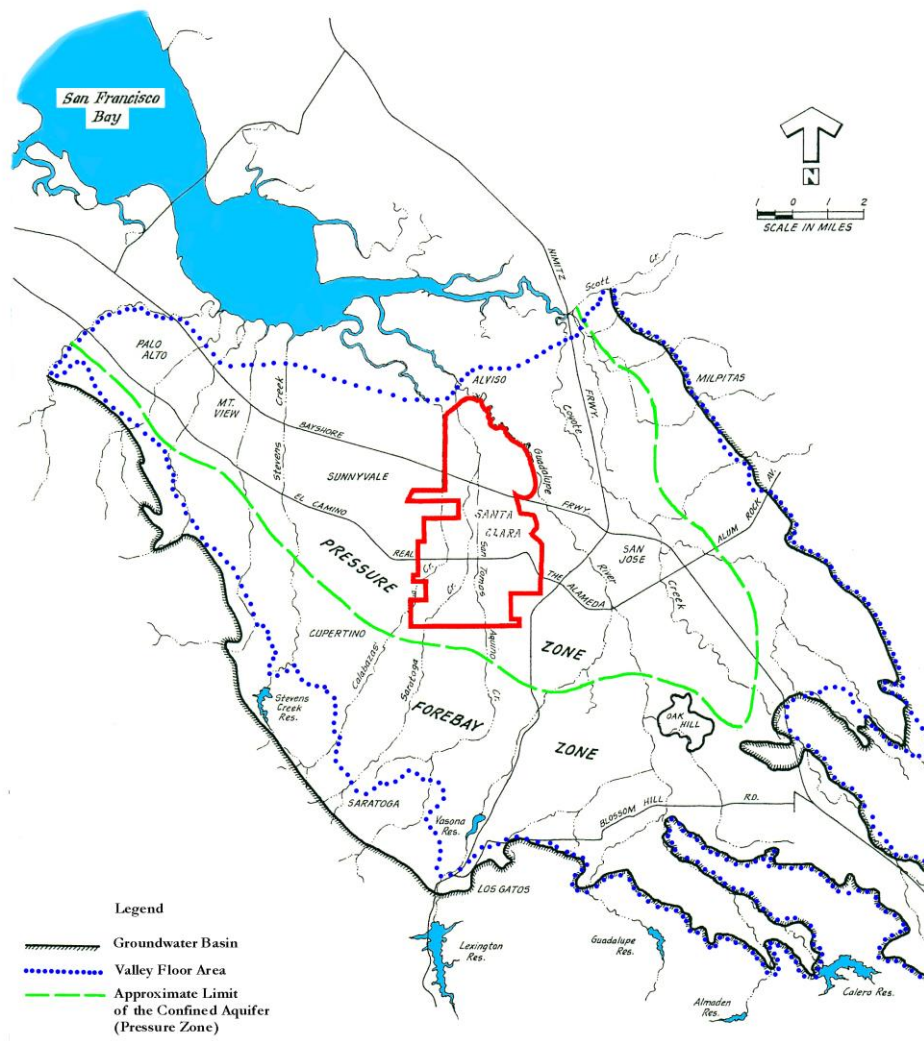 San Francisco
Bay
N
1 0 1 2
SCALE IN MILES
NIMITZ
FRWY.
Scott
Cr.
PALO
ALTO
MT.
VIEW
Stevens
Creek
ALVISO
MILPITAS
Coyote
Creek
BAYSHORE
FRWY.
SUNNYVALE
Guadalupe
River
EL CAMINO
REAL
SANTA
CLARA
SAN
JOSE
ALUM ROCK AV.
THE
ALAMEDA
PRESSURE
ZONE
San Tomas
Aquino
Cr.
Cr.
Cr.
CUPERTINO
Calabazas
Saratoga
Stevens
Creek
Res.
FOREBAY
ZONE
OAK
HILL
SARATOGA
Vasona
Res.
BLOSSOM HILL
RD.
LOS GATOS
Lexington
Res.
Guadalupe
Res.
Almaden
Res.
Calero Res.
Legend
Groundwater Basin
Valley Floor Area
Approximate Limit
of the Confined Aquifer
(Pressure Zone)